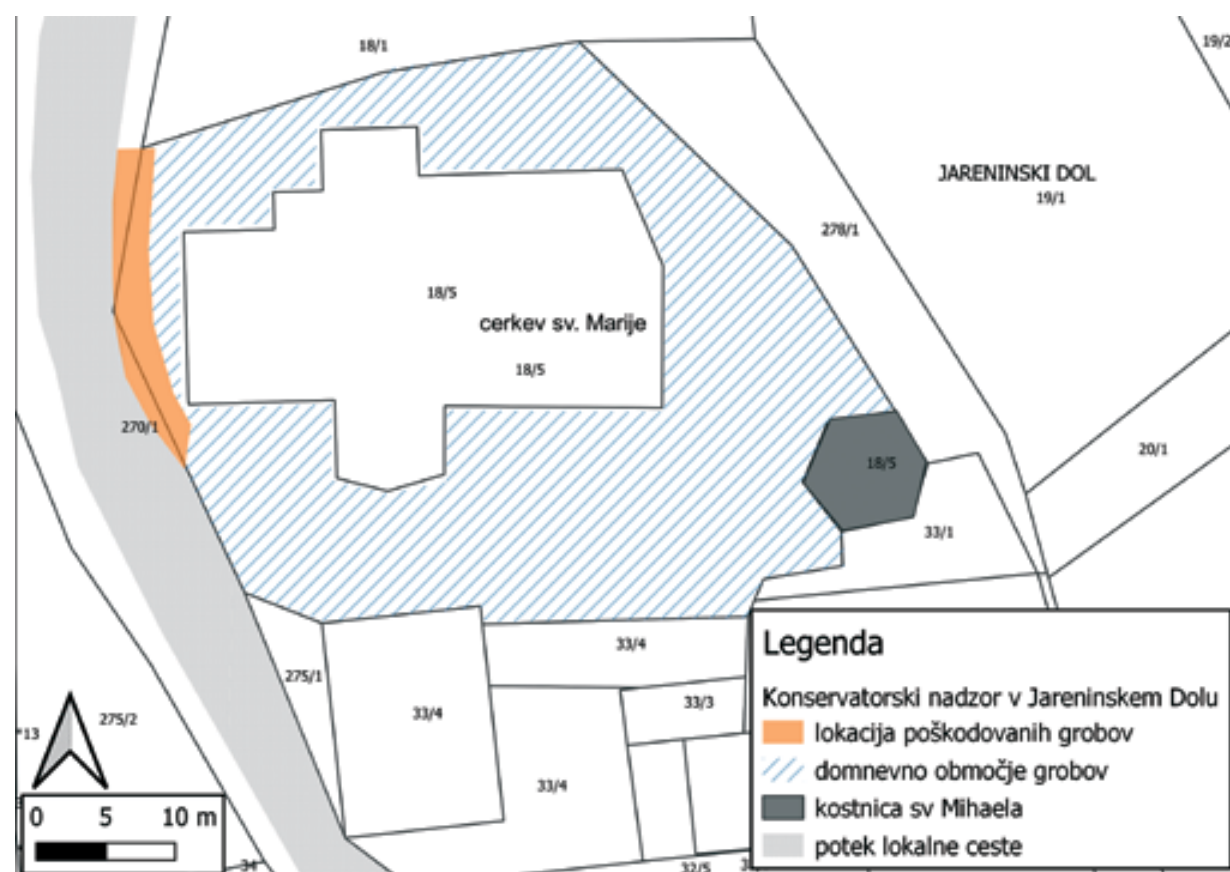 18/1
19/2
JARENINSKI DOL
19/1
278/1
18/5
cerkev sv. Marije
18/5
270/1
18/5
20/1
33/1
33/4
275/1
33/3
33/4
275/2
*13
33/4
34
32/5
0 5 10 m
Legenda
Konservatorski nadzor v Jareninskem Dolu
lokacija poškodovanih grobov
domnevno območje grobov
kostnica sv Mihaela
potek lokalne ceste